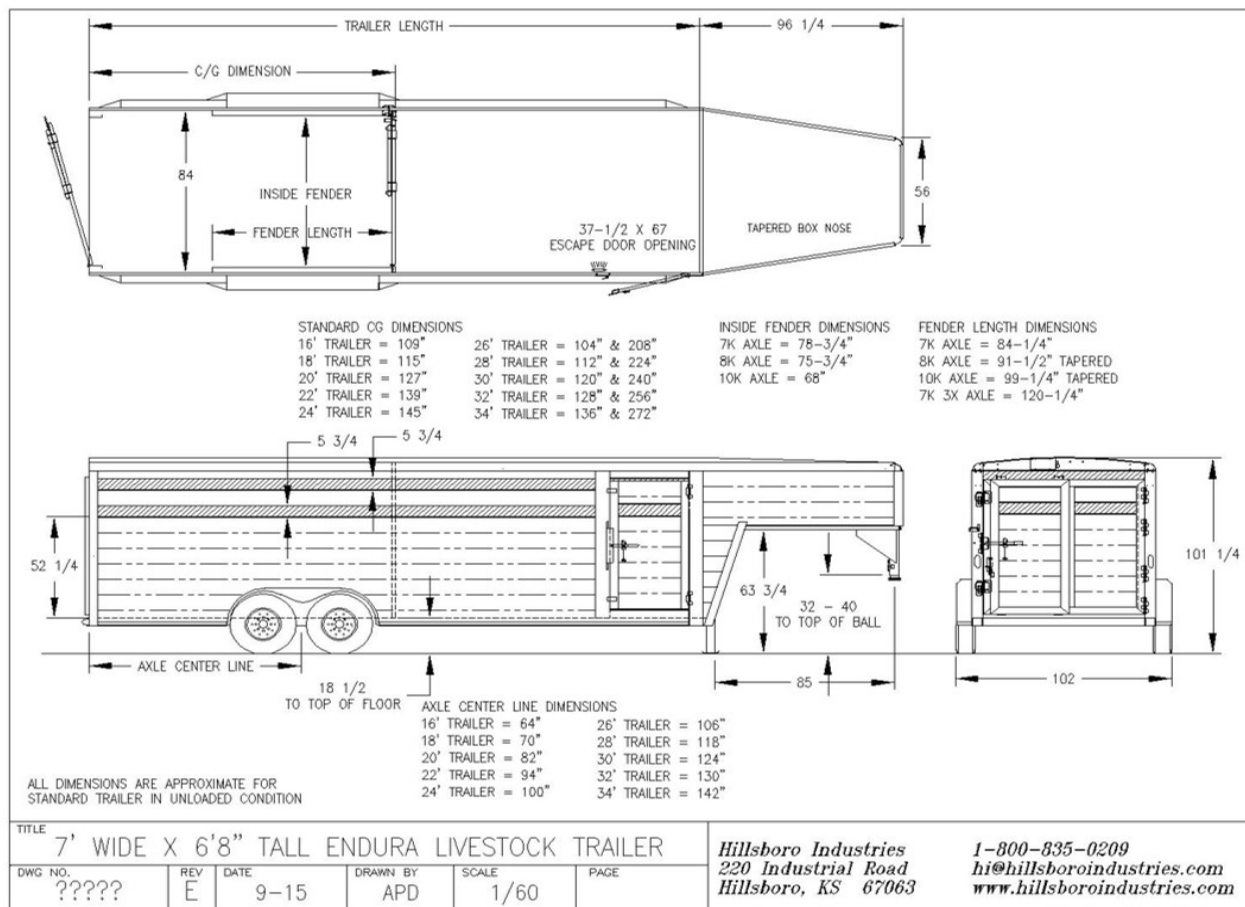 TRAILER LENGTH
96 1/4
C/G DIMENSION
84
INSIDE FENDER
FENDER LENGTH
37-1/2 X 67
ESCAPE DOOR OPENING
TAPERED BOX NOSE
56
STANDARD CG DIMENSIONS
16' TRAILER = 109"
18' TRAILER = 115"
20' TRAILER = 127"
22' TRAILER = 139"
24' TRAILER = 145"
26' TRAILER = 104" & 208"
28' TRAILER = 112" & 224"
30' TRAILER = 120" & 240"
32' TRAILER = 128" & 256"
34' TRAILER = 136" & 272"
INSIDE FENDER DIMENSIONS
7K AXLE = 78-3/4"
8K AXLE = 75-3/4"
10K AXLE = 68"
FENDER LENGTH DIMENSIONS
7K AXLE = 84-1/4"
8K AXLE = 91-1/2" TAPERED
10K AXLE = 99-1/4" TAPERED
7K 3X AXLE = 120-1/4"
5 3/4
5 3/4
52 1/4
63 3/4
32 - 40
TO TOP OF BALL
101 1/4
AXLE CENTER LINE
18 1/2
TO TOP OF FLOOR
85
102
AXLE CENTER LINE DIMENSIONS
16' TRAILER = 64"
18' TRAILER = 70"
20' TRAILER = 82"
22' TRAILER = 94"
24' TRAILER = 100"
26' TRAILER = 106"
28' TRAILER = 118"
30' TRAILER = 124"
32' TRAILER = 130"
34' TRAILER = 142"
ALL DIMENSIONS ARE APPROXIMATE FOR
STANDARD TRAILER IN UNLOADED CONDITION
TITLE
7' WIDE X 6'8" TALL ENDURA LIVESTOCK TRAILER
DWG NO.
?????
REV
E
DATE
9-15
DRAWN BY
APD
SCALE
1/60
PAGE
Hillsboro Industries
220 Industrial Road
Hillsboro, KS 67063
1-800-835-0209
hi@hillsboroindustries.com
www.hillsboroindustries.com